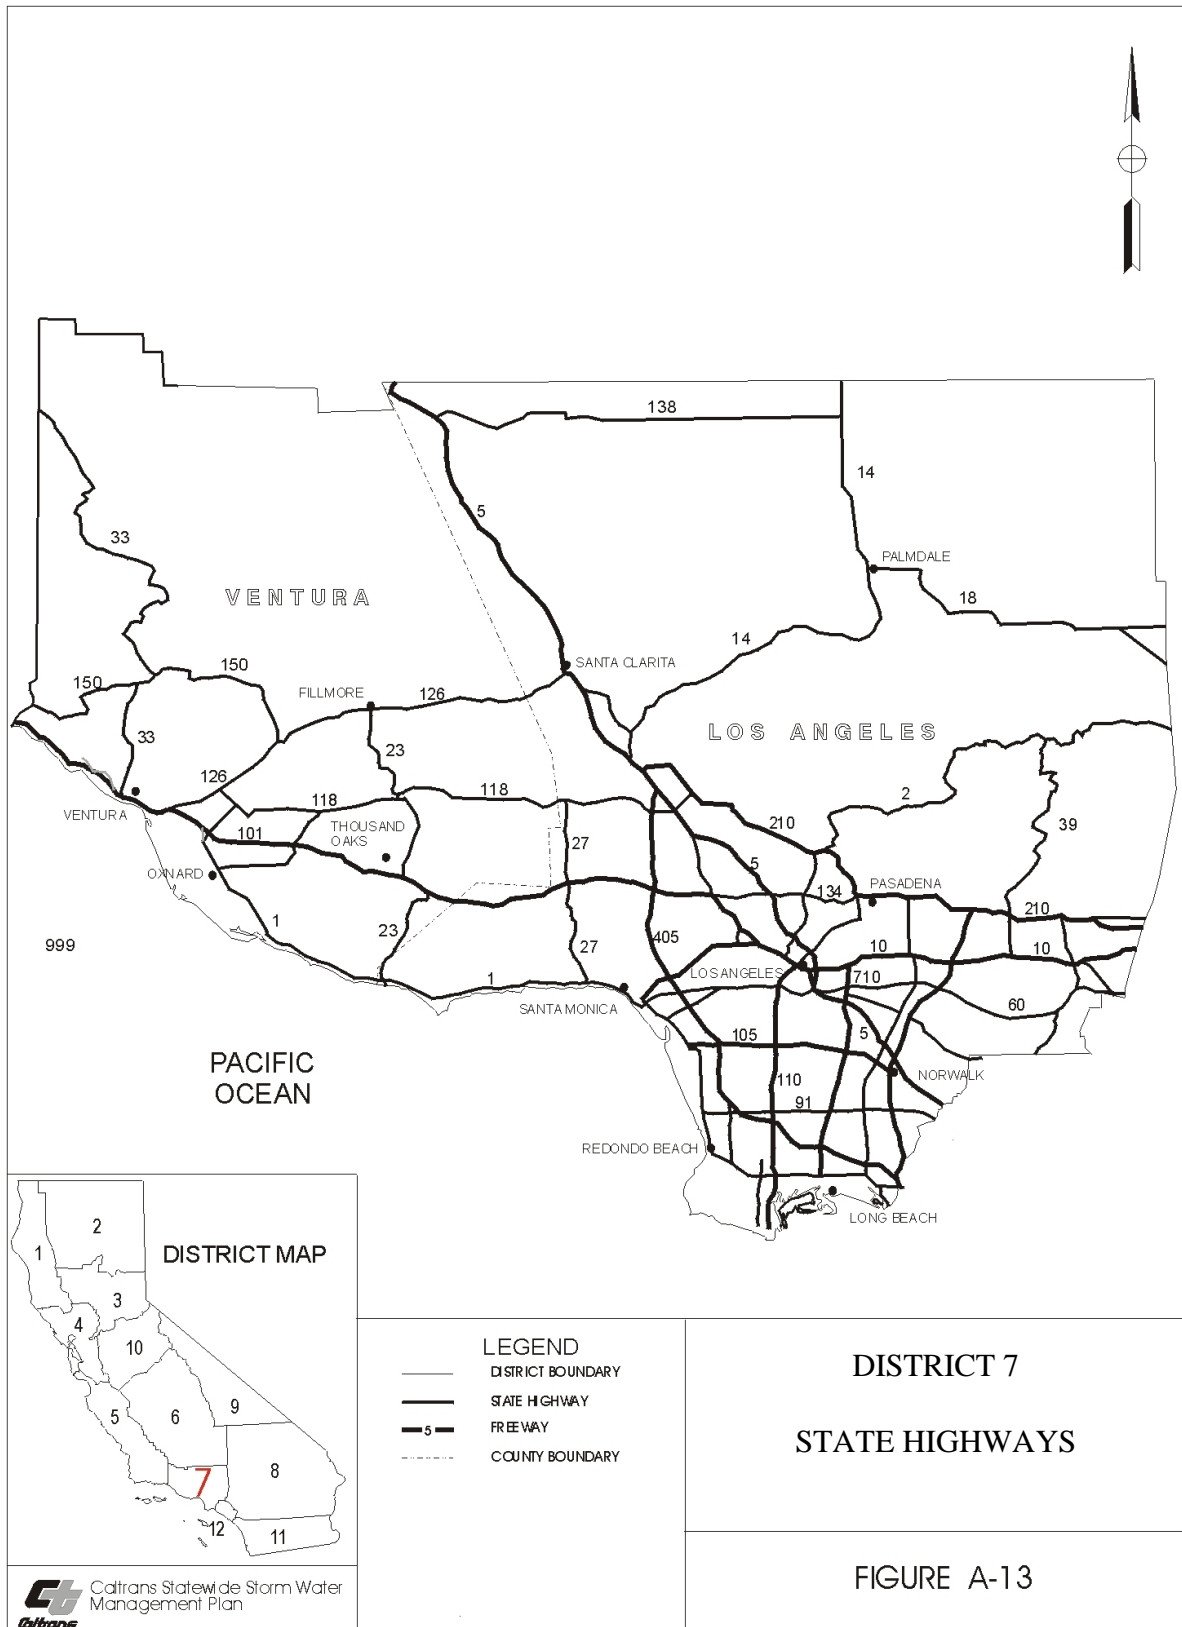 138
14
5
33
PALMDALE
VENTURA
18
14
150
SANTA CLARITA
150
FILLMORE
126
33
23
LOS ANGELES
126
118
118
2
VENTURA
101
THOUSAND
OAKS
27
210
39
5
OXNARD
134
PASADENA
1
23
405
210
999
27
10
10
LOS ANGELES
710
1
SANTA MONICA
60
105
5
PACIFIC
OCEAN
NORWALK
110
91
REDONDO BEACH
LONG BEACH
DISTRICT MAP
1
2
3
4
10
5
6
9
8
7
12
11
LEGEND
DISTRICT BOUNDARY
STATE HIGHWAY
5 FREEWAY
COUNTY BOUNDARY
DISTRICT 7
STATE HIGHWAYS
FIGURE A-13
Caltrans Statewide Storm Water
Management Plan
Ct
Caltrans